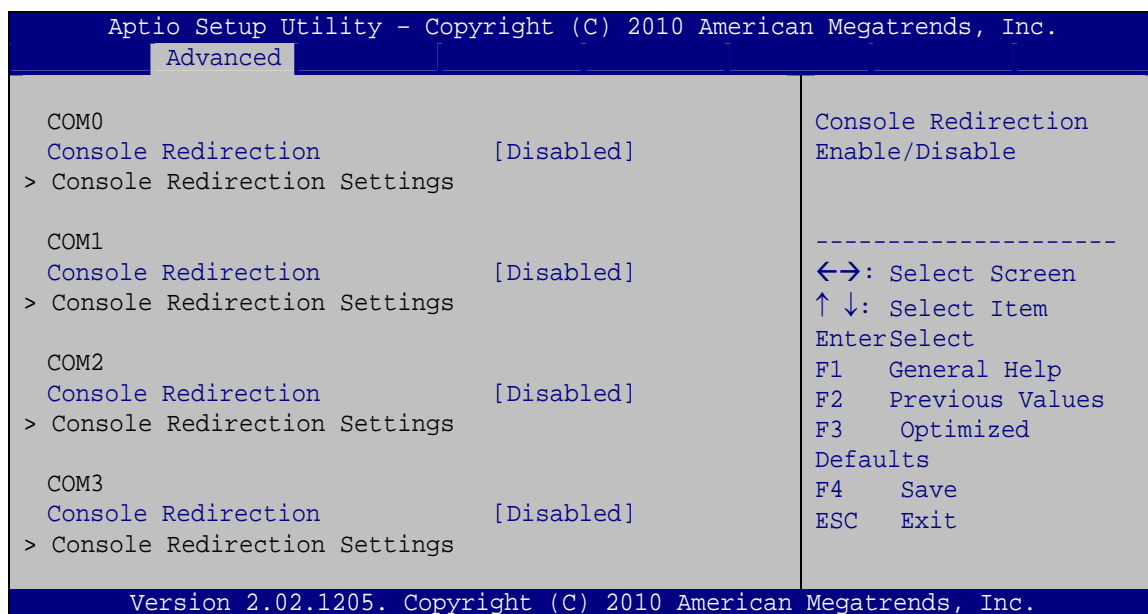 Aptio Setup Utility – Copyright (C) 2010 American Megatrends, Inc.
Advanced
COM0
Console Redirection [Disabled]
> Console Redirection Settings
COM1
Console Redirection [Disabled]
> Console Redirection Settings
COM2
Console Redirection [Disabled]
> Console Redirection Settings
COM3
Console Redirection [Disabled]
> Console Redirection Settings
Console Redirection
Enable/Disable
---------------------
←→: Select Screen
↑ ↓: Select Item
EnterSelect
F1 General Help
F2 Previous Values
F3 Optimized
Defaults
F4 Save
ESC Exit
Version 2.02.1205. Copyright (C) 2010 American Megatrends, Inc.